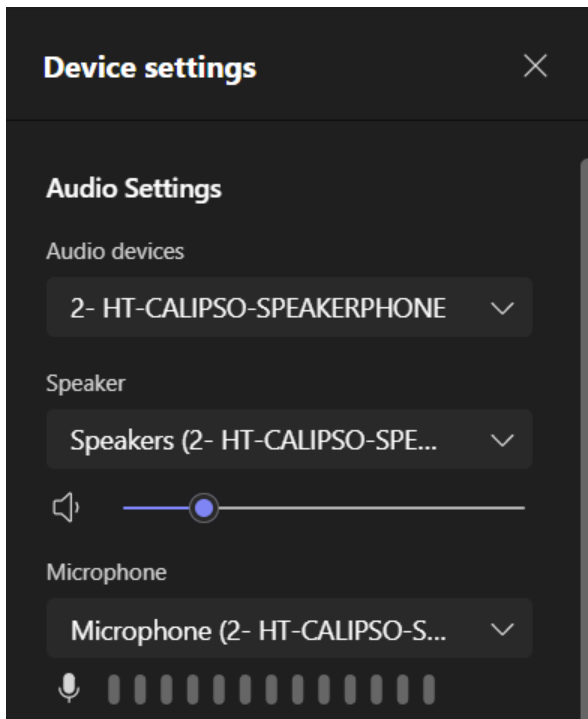 Device settings
Audio Settings
Audio devices
2- HT-CALIPSO-SPEAKERPHONE
Speaker
Speakers (2- HT-CALIPSO-SPE...
Microphone
Microphone (2- HT-CALIPSO-S...